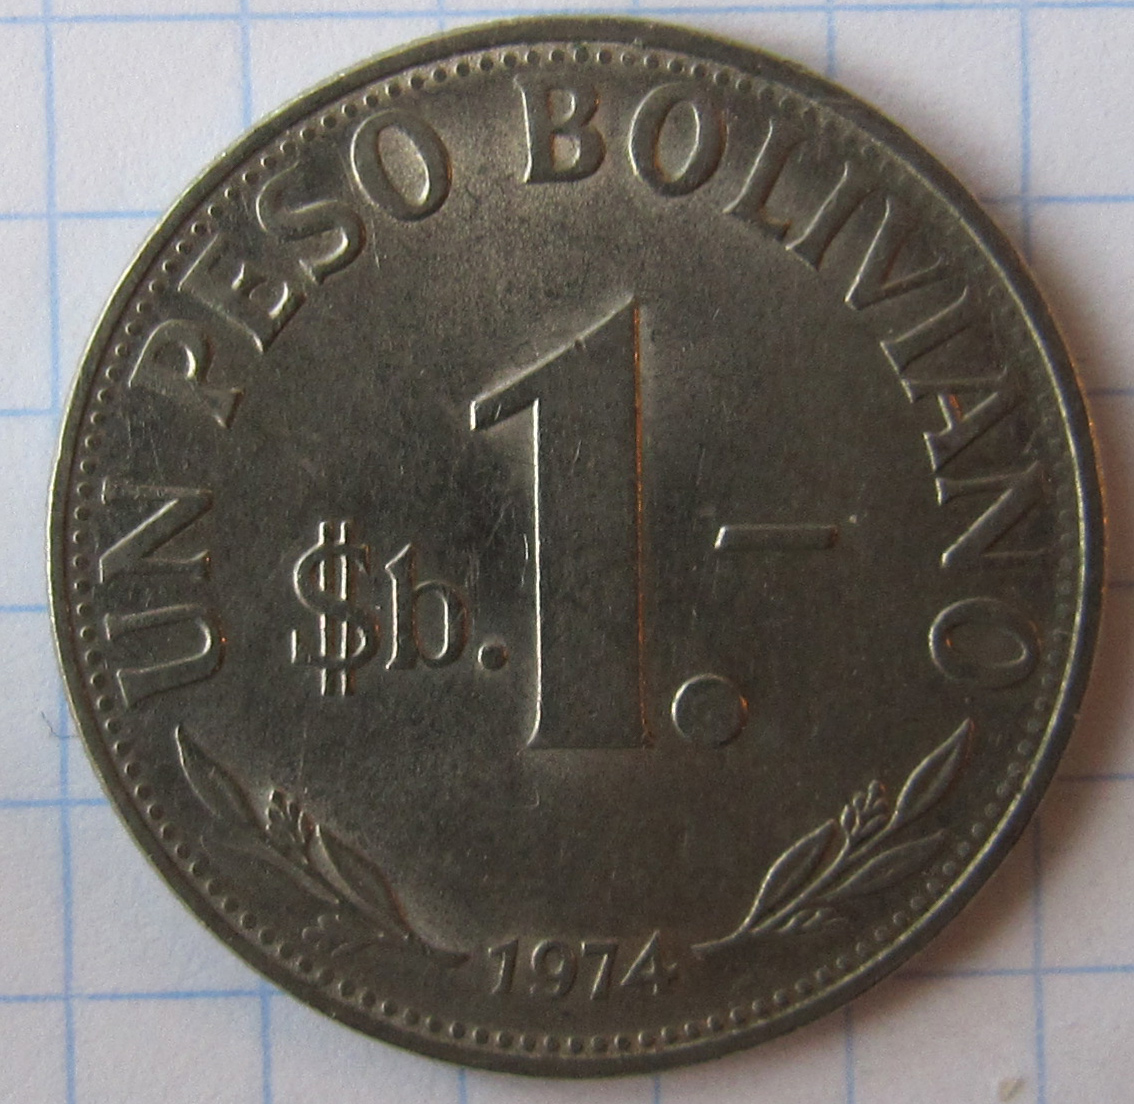 UN PESO BOLIVIANO
$b. 1.-
1974